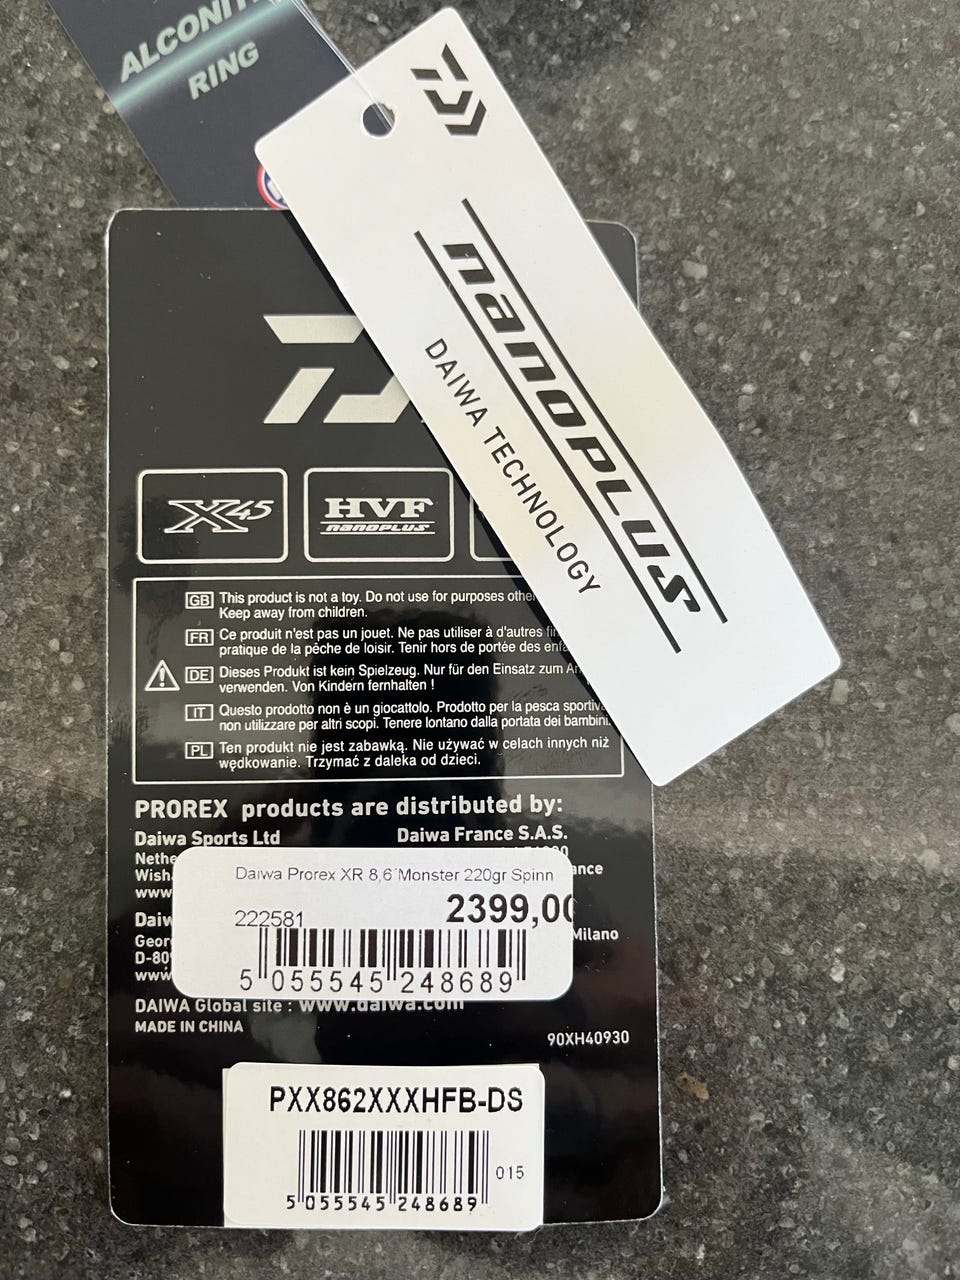 RING
nanoPLUS
DAIWA TECHNOLOGY
X45
HVF
nanoPLUS
GB This product is not a toy. Do not use for purposes
Keep away from children.
FR Ce produit n'est pas un jouet. Ne pas utiliser à d'autres
pratique de la pêche de loisir. Tenir hors de portée des
DE Dieses Produkt ist kein Spielzeug. Nur für den Einsatz zum
verwenden. Von Kindern fernhalten !
IT Questo prodotto non è un giocattolo. Prodotto per la pesca
non utilizzare per altri scopi. Tenere lontano dalla portata dei bambini.
PL Ten produkt nie jest zabawką. Nie używać w celach innych niż
wędkowanie. Trzymać z daleka od dzieci.
PROREX products are distributed by:
Daiwa Sports Ltd
Daiwa France S.A.S.
Daiwa Prorex XR 8,6´Monster 220gr Spinn
2399,00
222581
5 055545 248689
Milano
DAIWA Global site : www.daiwa.com
MADE IN CHINA
90XH40930
PXX862XXXHFB-DS
015
5 055545 248689